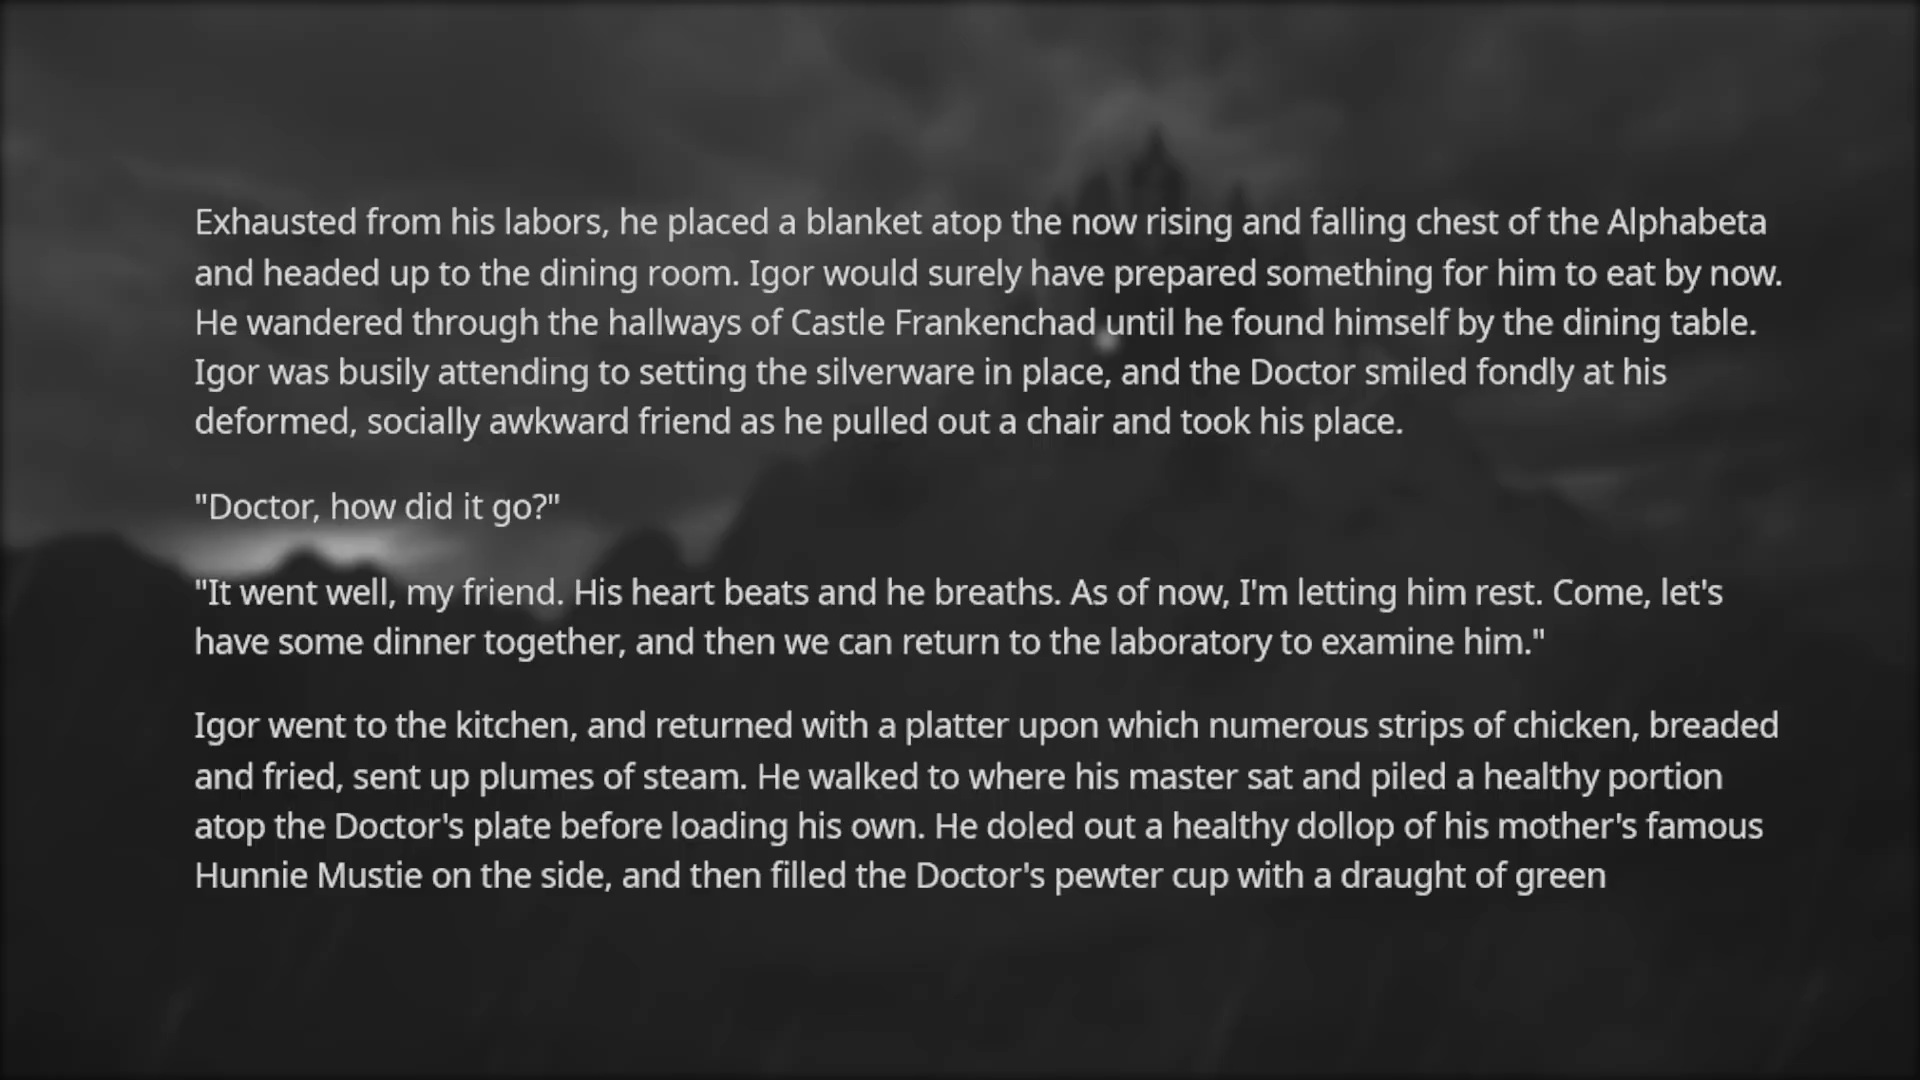 Exhausted from his labors, he placed a blanket atop the now rising and falling chest of the Alphabeta
and headed up to the dining room. Igor would surely have prepared something for him to eat by now.
He wandered through the hallways of Castle Frankenchad until he found himself by the dining table.
Igor was busily attending to setting the silverware in place, and the Doctor smiled fondly at his
deformed, socially awkward friend as he pulled out a chair and took his place.
"Doctor, how did it go?"
"It went well, my friend. His heart beats and he breaths. As of now, I'm letting him rest. Come, let's
have some dinner together, and then we can return to the laboratory to examine him."
Igor went to the kitchen, and returned with a platter upon which numerous strips of chicken, breaded
and fried, sent up plumes of steam. He walked to where his master sat and piled a healthy portion
atop the Doctor's plate before loading his own. He doled out a healthy dollop of his mother's famous
Hunnie Mustie on the side, and then filled the Doctor's pewter cup with a draught of green